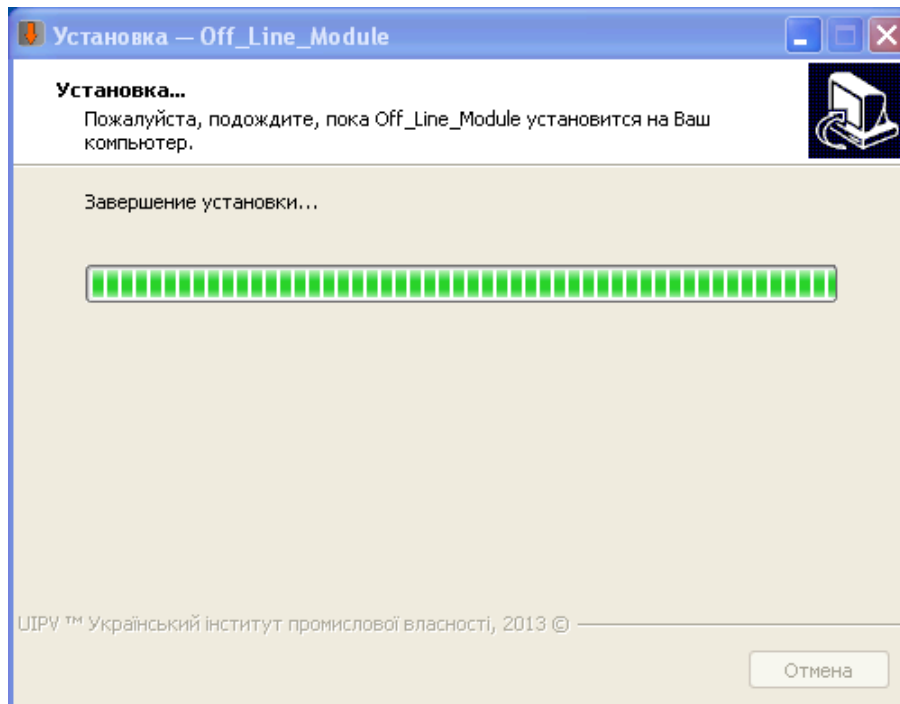 Установка — Off_Line_Module
Установка...
Пожалуйста, подождите, пока Off_Line_Module установится на Ваш
компьютер.
Завершение установки...
UIPV ™ Український інститут промислової власності, 2013 ©
Отмена